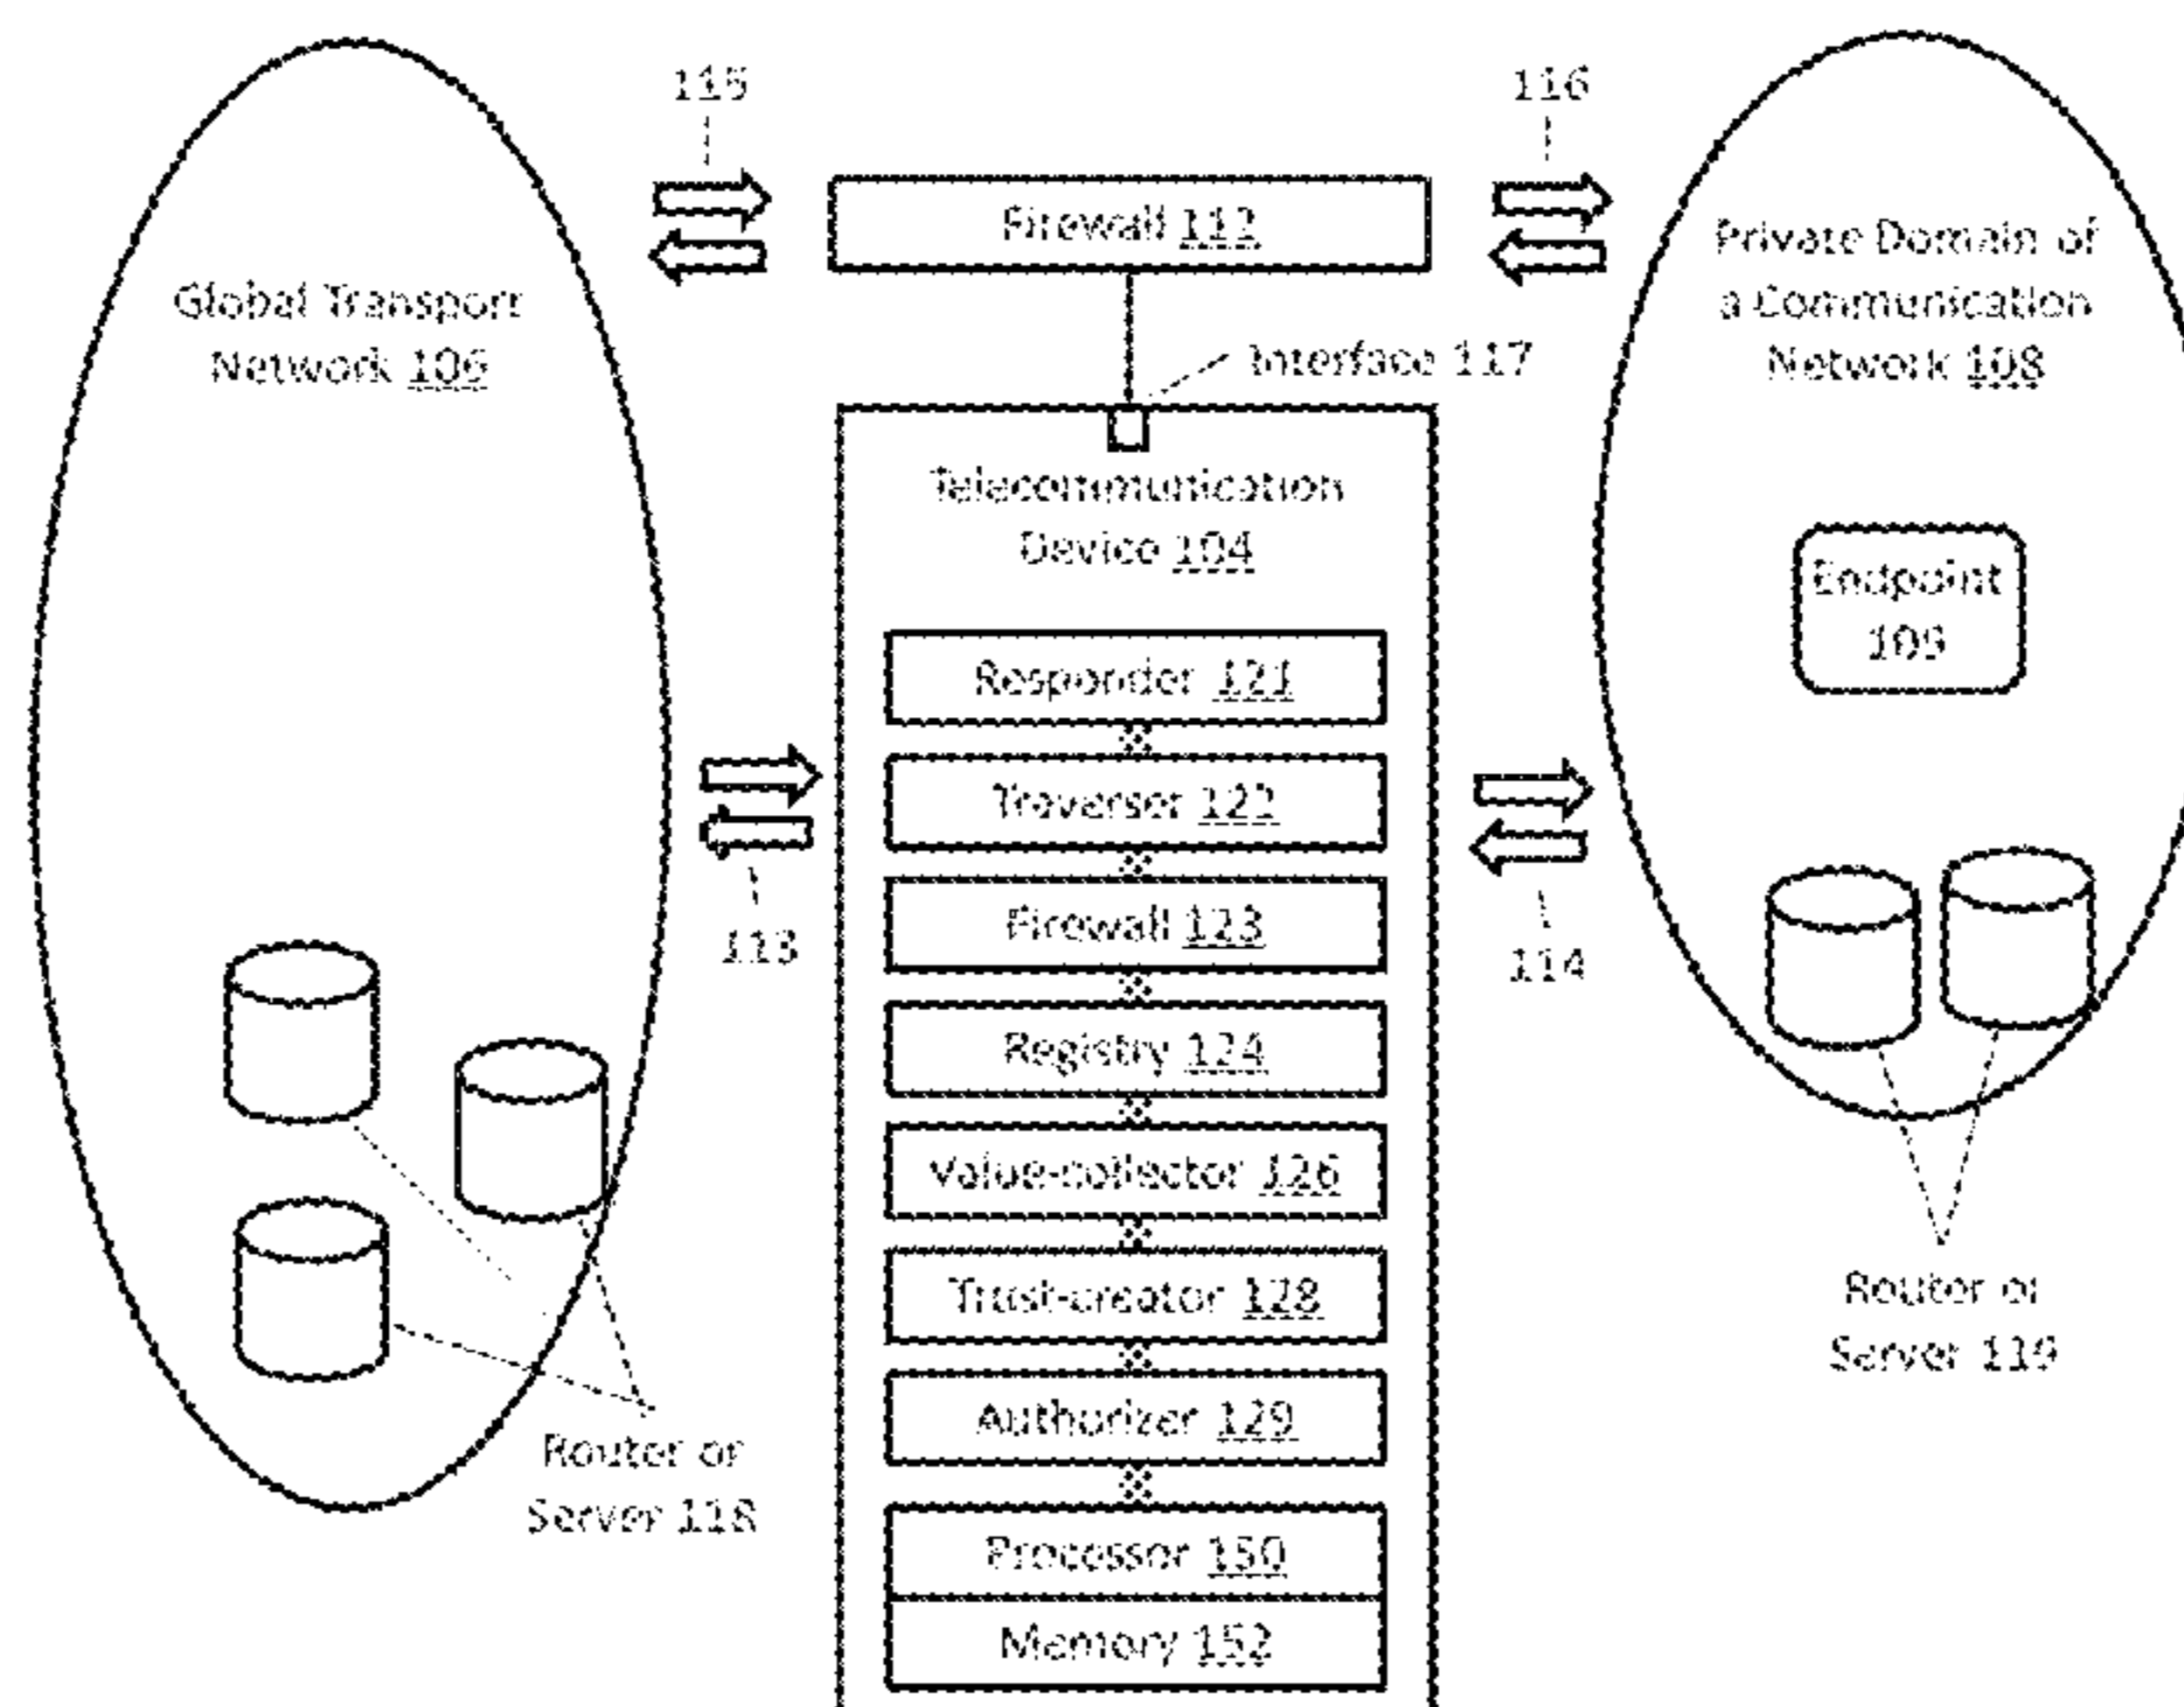 115
116
Firewall 112
Global Transport
Network 106
Private Domain of
a Communication
Network 108
Interface 117
Telecommunication
Device 104
Endpoint
109
Responder 121
Traverser 122
Firewall 123
113
114
Registry 124
Value-collector 126
Trust-creator 128
Router or
Server 119
Authorizer 129
Router or
Server 118
Processor 150
Memory 152